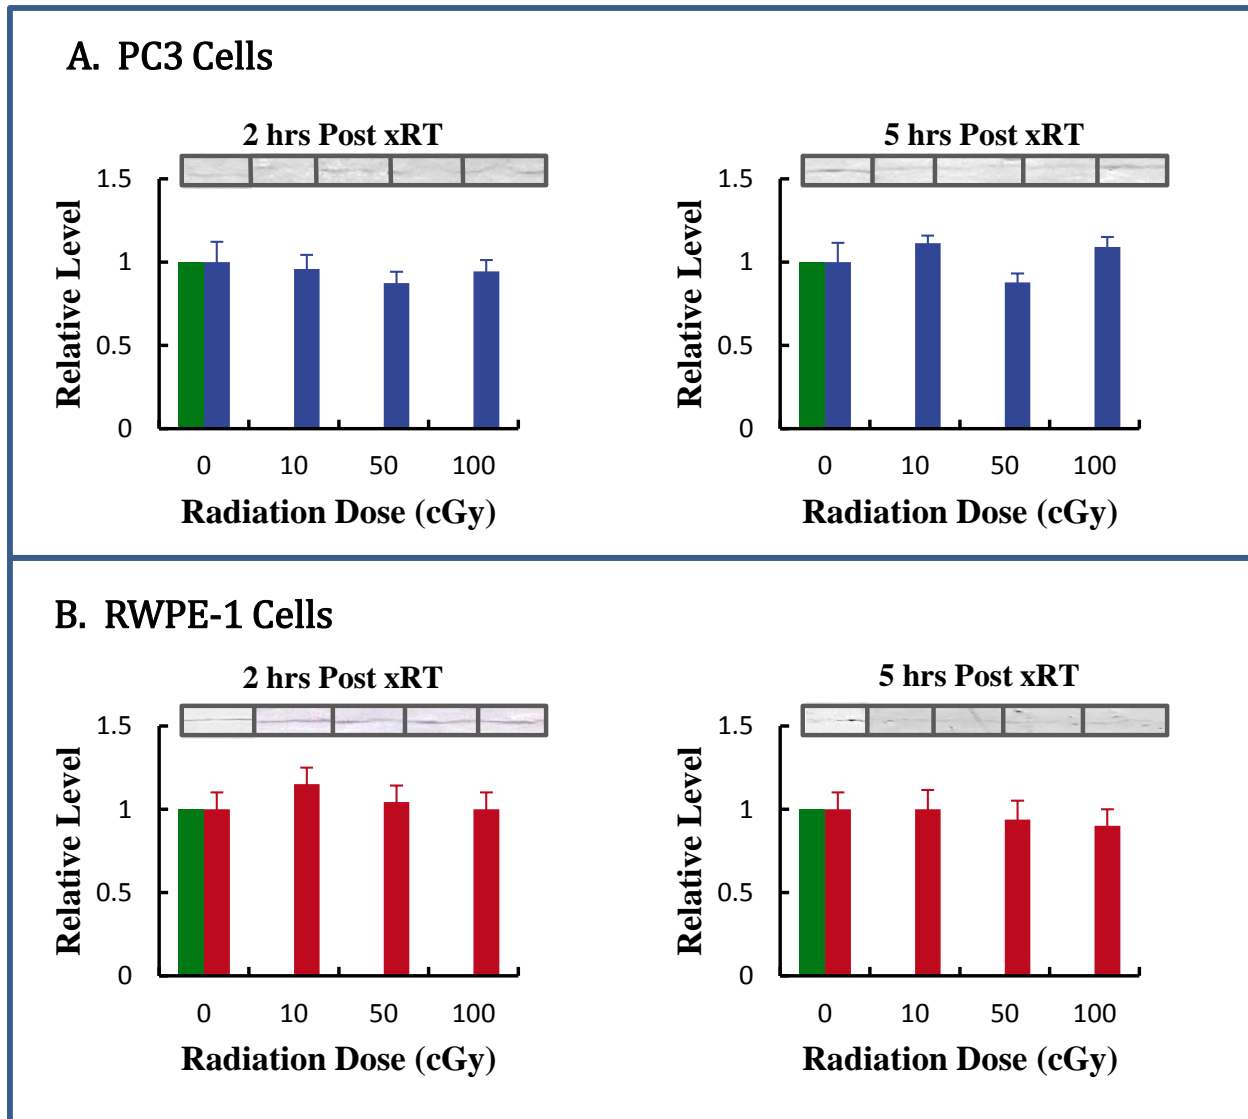 A. PC3 Cells
2 hrs Post xRT
1.5
1
0.5
0
Relative Level
0 10 50 100
Radiation Dose (cGy)
5 hrs Post xRT
1.5
1
0.5
0
Relative Level
0 10 50 100
Radiation Dose (cGy)
B. RWPE-1 Cells
2 hrs Post xRT
1.5
1
0.5
0
Relative Level
0 10 50 100
Radiation Dose (cGy)
5 hrs Post xRT
1.5
1
0.5
0
Relative Level
0 10 50 100
Radiation Dose (cGy)